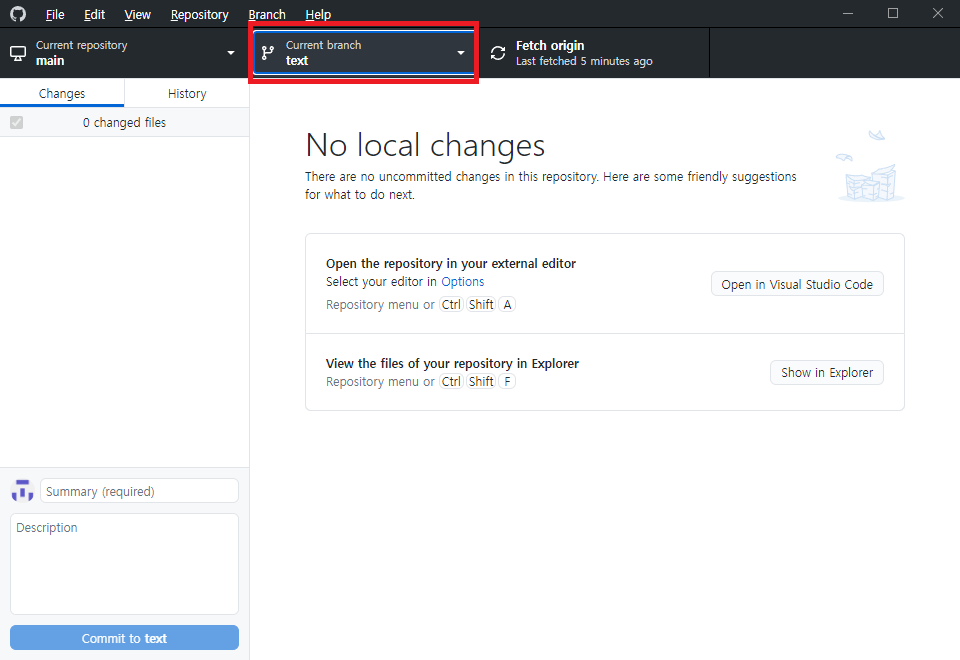 File Edit View Repository Branch Help
Current repository
main
Current branch
text
Fetch origin
Last fetched 5 minutes ago
Changes
History
0 changed files
No local changes
There are no uncommitted changes in this repository. Here are some friendly suggestions
for what to do next.
Open the repository in your external editor
Select your editor in Options
Repository menu or Ctrl Shift A
Open in Visual Studio Code
View the files of your repository in Explorer
Repository menu or Ctrl Shift F
Show in Explorer
Summary (required)
Description
Commit to text